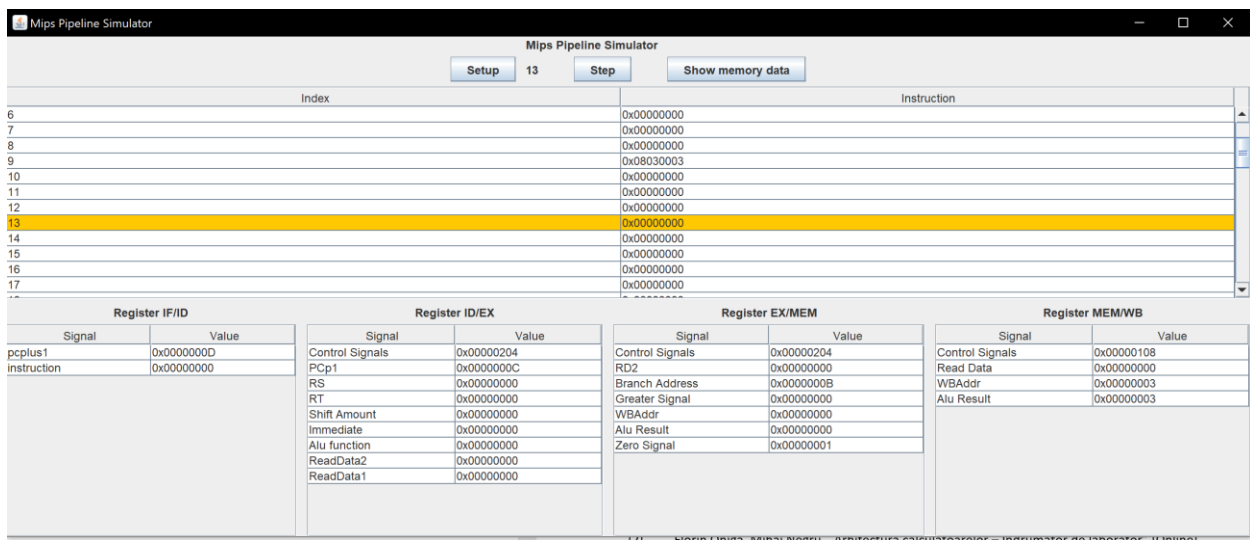 Mips Pipeline Simulator
Mips Pipeline Simulator
Setup 13 Step Show memory data
Index Instruction
6 0x00000000
7 0x00000000
8 0x00000000
9 0x08030003
10 0x00000000
11 0x00000000
12 0x00000000
13 0x00000000
14 0x00000000
15 0x00000000
16 0x00000000
17 0x00000000
Register IF/ID Register ID/EX Register EX/MEM Register MEM/WB
Signal Value Signal Value Signal Value Signal Value
pcplus1 0x0000000D Control Signals 0x00000204 Control Signals 0x00000204 Control Signals 0x00000108
instruction 0x00000000 PCp1 0x0000000C RD2 0x00000000 Read Data 0x00000000
RS 0x00000000 Branch Address 0x0000000B WBAddr 0x00000003
RT 0x00000000 Greater Signal 0x00000000 Alu Result 0x00000003
Shift Amount 0x00000000 WBAddr 0x00000000
Immediate 0x00000000 Alu Result 0x00000000
Alu function 0x00000000 Zero Signal 0x00000001
ReadData2 0x00000000
ReadData1 0x00000000